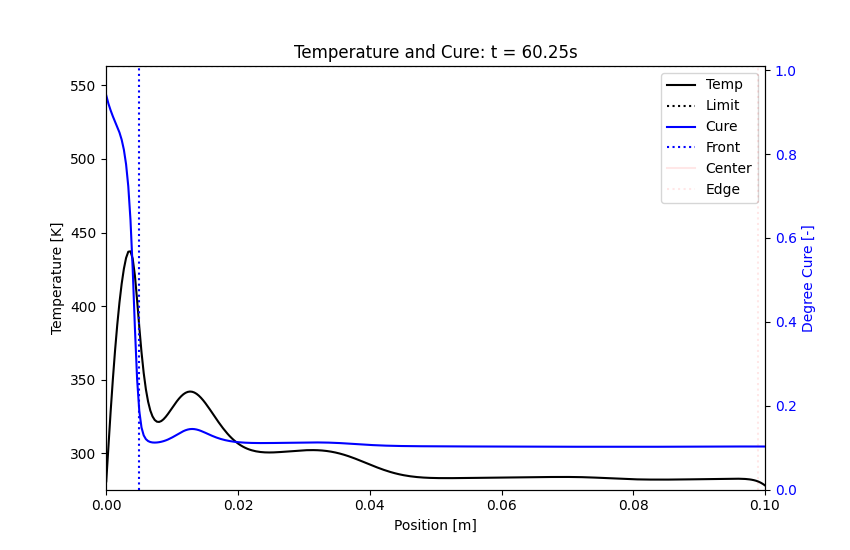 Temperature and Cure: t = 60.25s
550
500
450
400
350
300
Temperature [K]
Temp
Limit
Cure
Front
Center
Edge
1.0
0.8
0.6
0.4
0.2
0.0
Degree Cure [-]
0.00
0.02
0.04
0.06
0.08
0.10
Position [m]